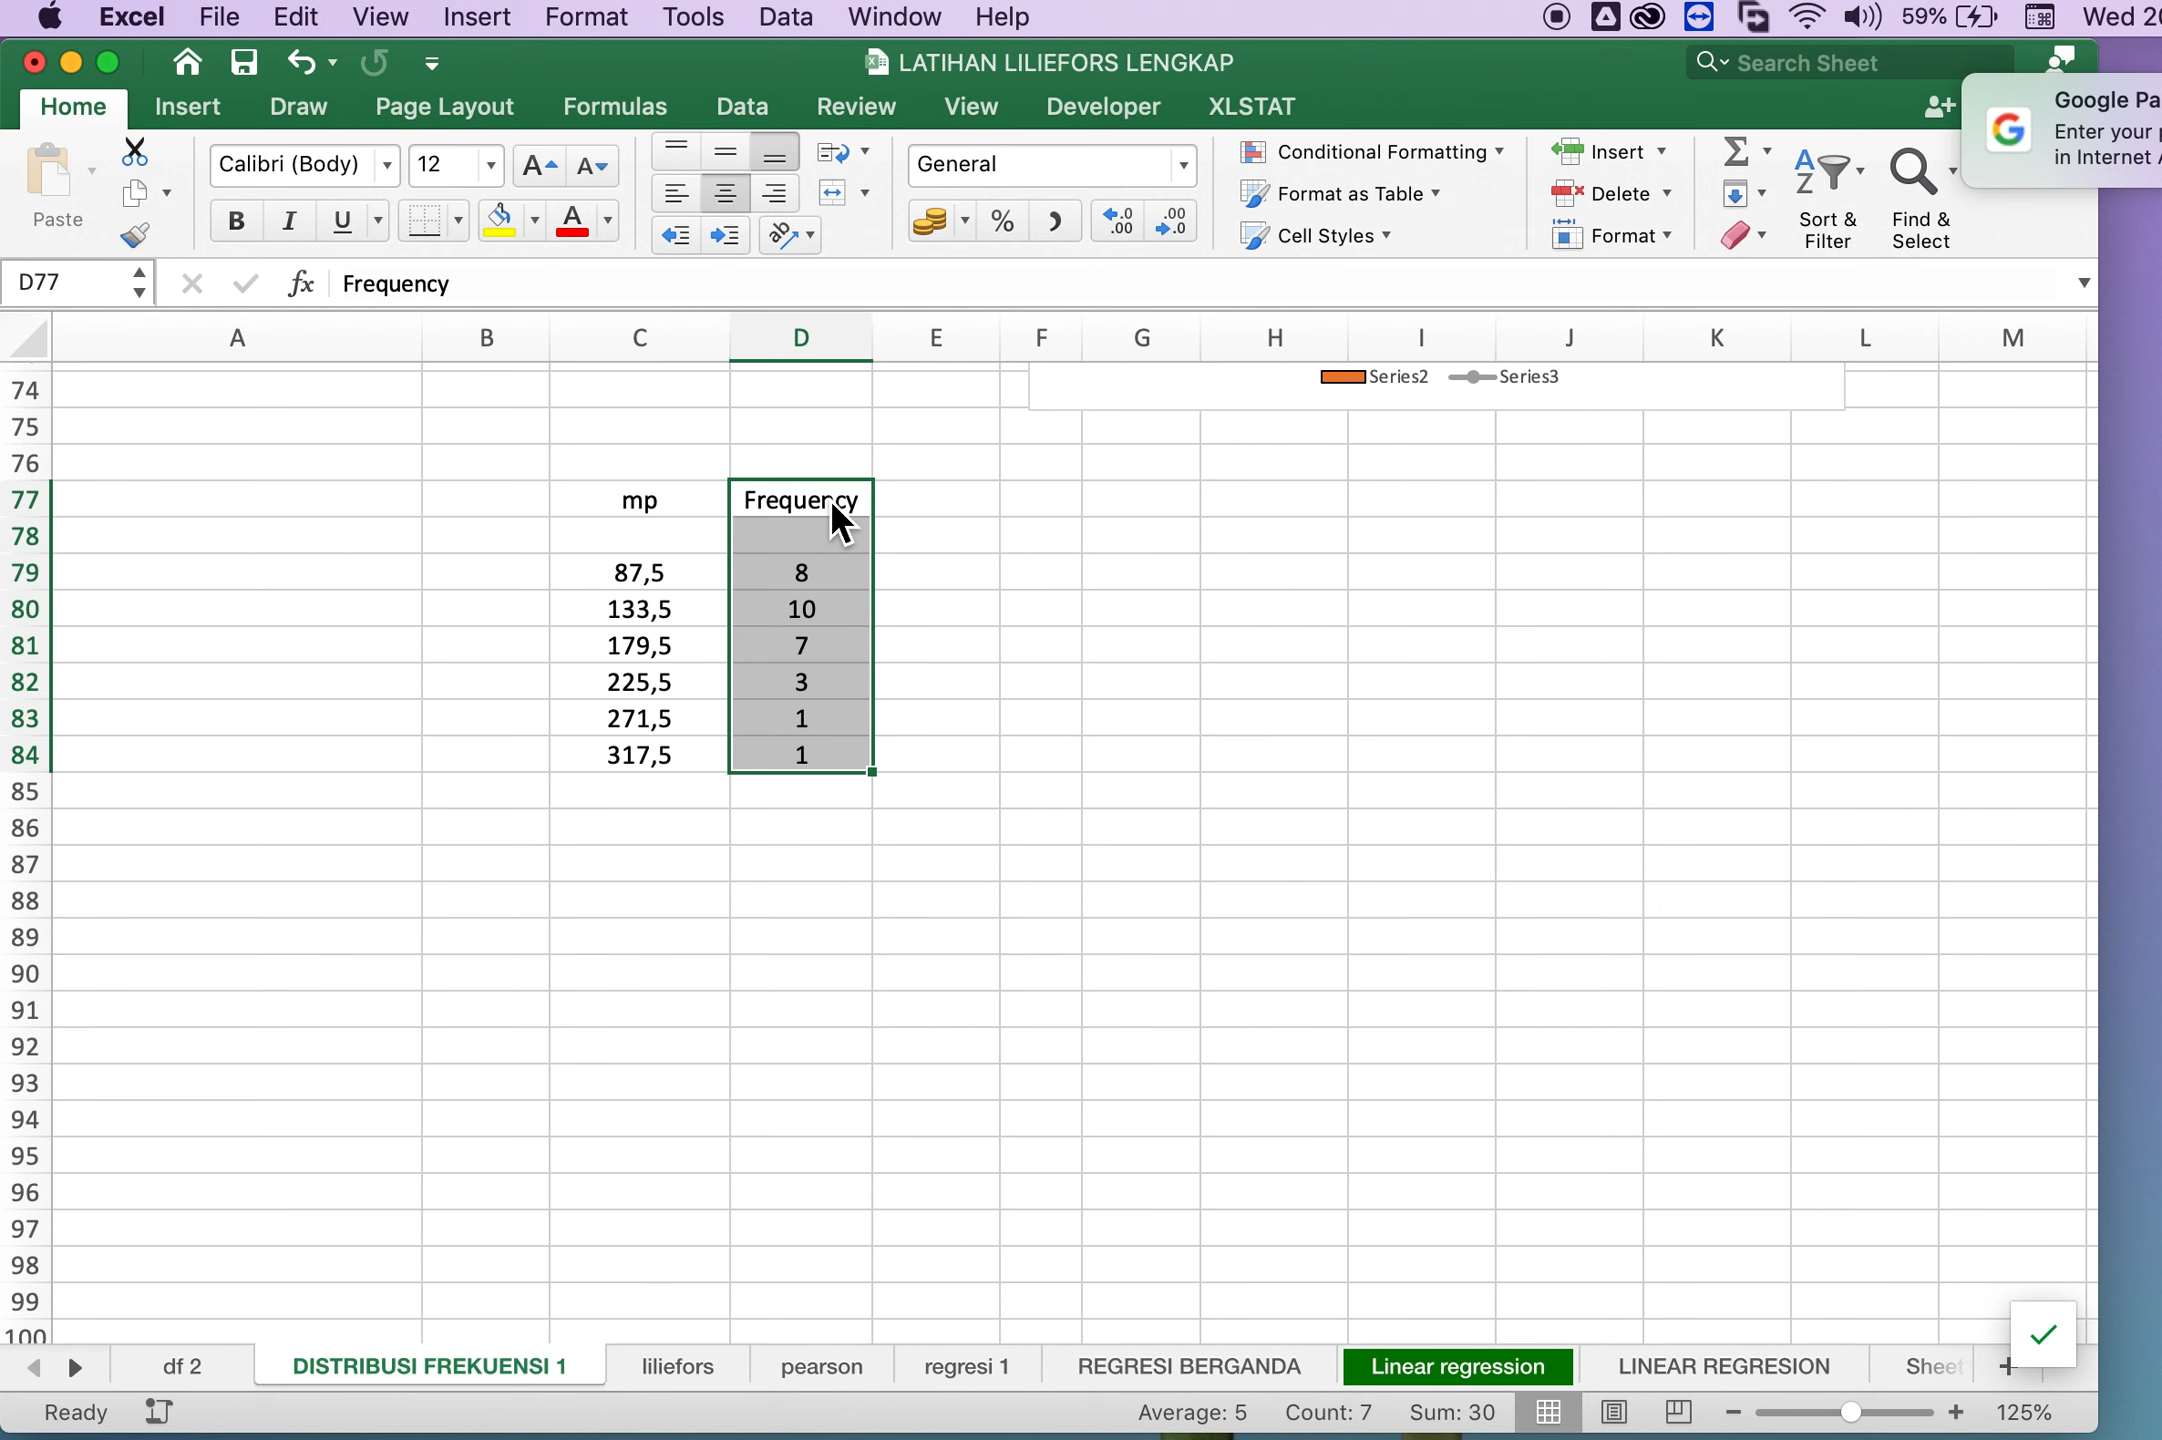 Excel File Edit View Insert Format Tools Data Window Help 59%
LATIHAN LILIEFORS LENGKAP
Search Sheet
Home Insert Draw Page Layout Formulas Data Review View Developer XLSTAT
Google
Enter your
in Internet
Paste
Calibri (Body) 12
General
Conditional Formatting
Format as Table
Cell Styles
Insert
Delete
Format
Sort &
Filter
Find &
Select
D77 fx Frequency
A B C D E F G H I J K L M
Series2 Series3
74
75
76
77 mp Frequency
78
79 87,5 8
80 133,5 10
81 179,5 7
82 225,5 3
83 271,5 1
84 317,5 1
85
86
87
88
89
90
91
92
93
94
95
96
97
98
99
100
df 2 DISTRIBUSI FREKUENSI 1 liliefors pearson regresi 1 REGRESI BERGANDA Linear regression LINEAR REGRESION Sheet
Ready Average: 5 Count: 7 Sum: 30 125%